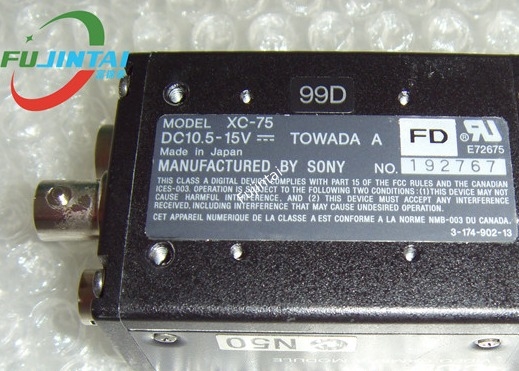 FUJINTAI
99D
MODEL XC-75
DC10.5-15V TOWADA A FD ® E72675
Made in Japan
MANUFACTURED BY SONY NO. 192767
THIS CLASS A DIGITAL DEVICE COMPLIES WITH PART 15 OF THE FCC RULES AND THE CANADIAN
ICES-003. OPERATION IS SUBJECT TO THE FOLLOWING TWO CONDITIONS : (1) THIS DEVICE MAY NOT
CAUSE HARMFUL INTERFERENCE, AND (2) THIS DEVICE MUST ACCEPT ANY INTERFERENCE
RECEIVED, INCLUDING INTERFERENCE THAT MAY CAUSE UNDESIRED OPERATION.
CET APPAREIL NUMERIQUE DE LA CLASSE A EST CONFORME A LA NORME NMB-003 DU CANADA.
3-174-902-13
Fujintai
N50
MODULE